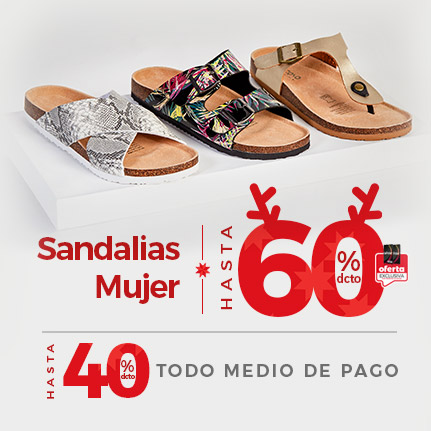 Sandalias
Mujer
HASTA
60
%
dcto
oferta
EXCLUSIVA
HASTA
40
%
dcto
TODO MEDIO DE PAGO